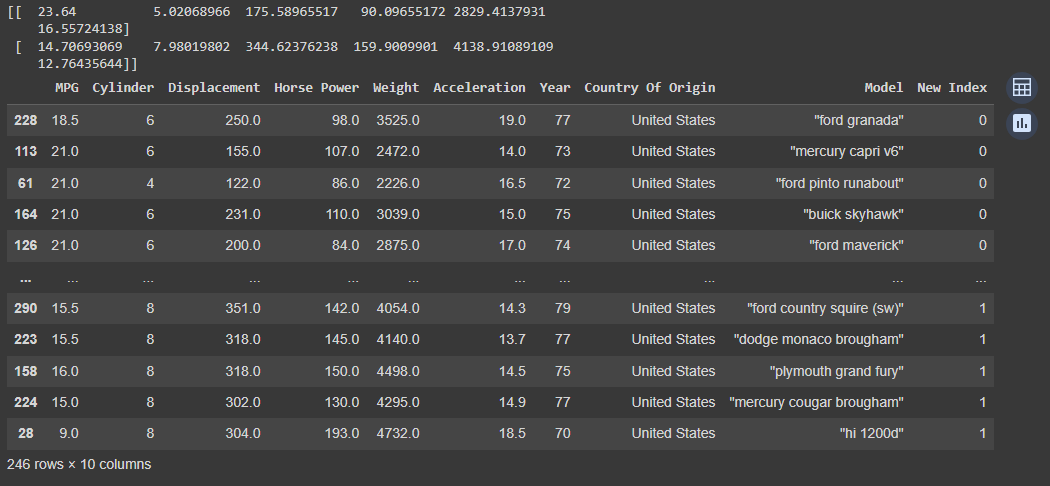 [[  23.64          5.02068966  175.58965517   90.09655172 2829.4137931
    16.55724138]
 [  14.70693069    7.98019802  344.62376238  159.9009901  4138.91089109
    12.76435644]]
MPG Cylinder Displacement Horse Power Weight Acceleration Year Country Of Origin Model New Index
228 18.5 6 250.0 98.0 3525.0 19.0 77 United States "ford granada" 0
113 21.0 6 155.0 107.0 2472.0 14.0 73 United States "mercury capri v6" 0
61 21.0 4 122.0 86.0 2226.0 16.5 72 United States "ford pinto runabout" 0
164 21.0 6 231.0 110.0 3039.0 15.0 75 United States "buick skyhawk" 0
126 21.0 6 200.0 84.0 2875.0 17.0 74 United States "ford maverick" 0
... ... ... ... ... ... ... ... ... ... ...
290 15.5 8 351.0 142.0 4054.0 14.3 79 United States "ford country squire (sw)" 1
223 15.5 8 318.0 145.0 4140.0 13.7 77 United States "dodge monaco brougham" 1
158 16.0 8 318.0 150.0 4498.0 14.5 75 United States "plymouth grand fury" 1
224 15.0 8 302.0 130.0 4295.0 14.9 77 United States "mercury cougar brougham" 1
28 9.0 8 304.0 193.0 4732.0 18.5 70 United States "hi 1200d" 1
246 rows × 10 columns